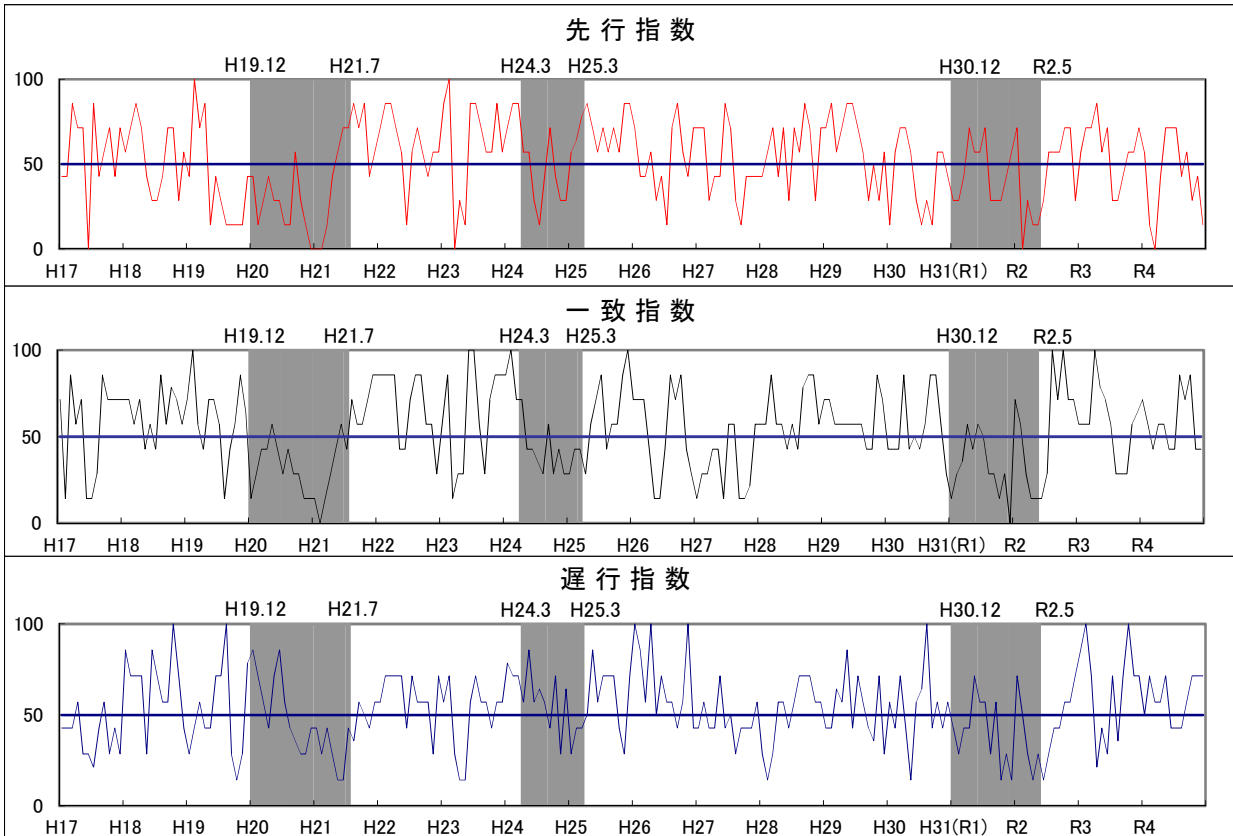 先 行 指 数
H19.12 H21.7 H24.3 H25.3 H30.12 R2.5
100
50
0
H17 H18 H19 H20 H21 H22 H23 H24 H25 H26 H27 H28 H29 H30 H31(R1) R2 R3 R4
一 致 指 数
H19.12 H21.7 H24.3 H25.3 H30.12 R2.5
100
50
0
H17 H18 H19 H20 H21 H22 H23 H24 H25 H26 H27 H28 H29 H30 H31(R1) R2 R3 R4
遅 行 指 数
H19.12 H21.7 H24.3 H25.3 H30.12 R2.5
100
50
0
H17 H18 H19 H20 H21 H22 H23 H24 H25 H26 H27 H28 H29 H30 H31(R1) R2 R3 R4